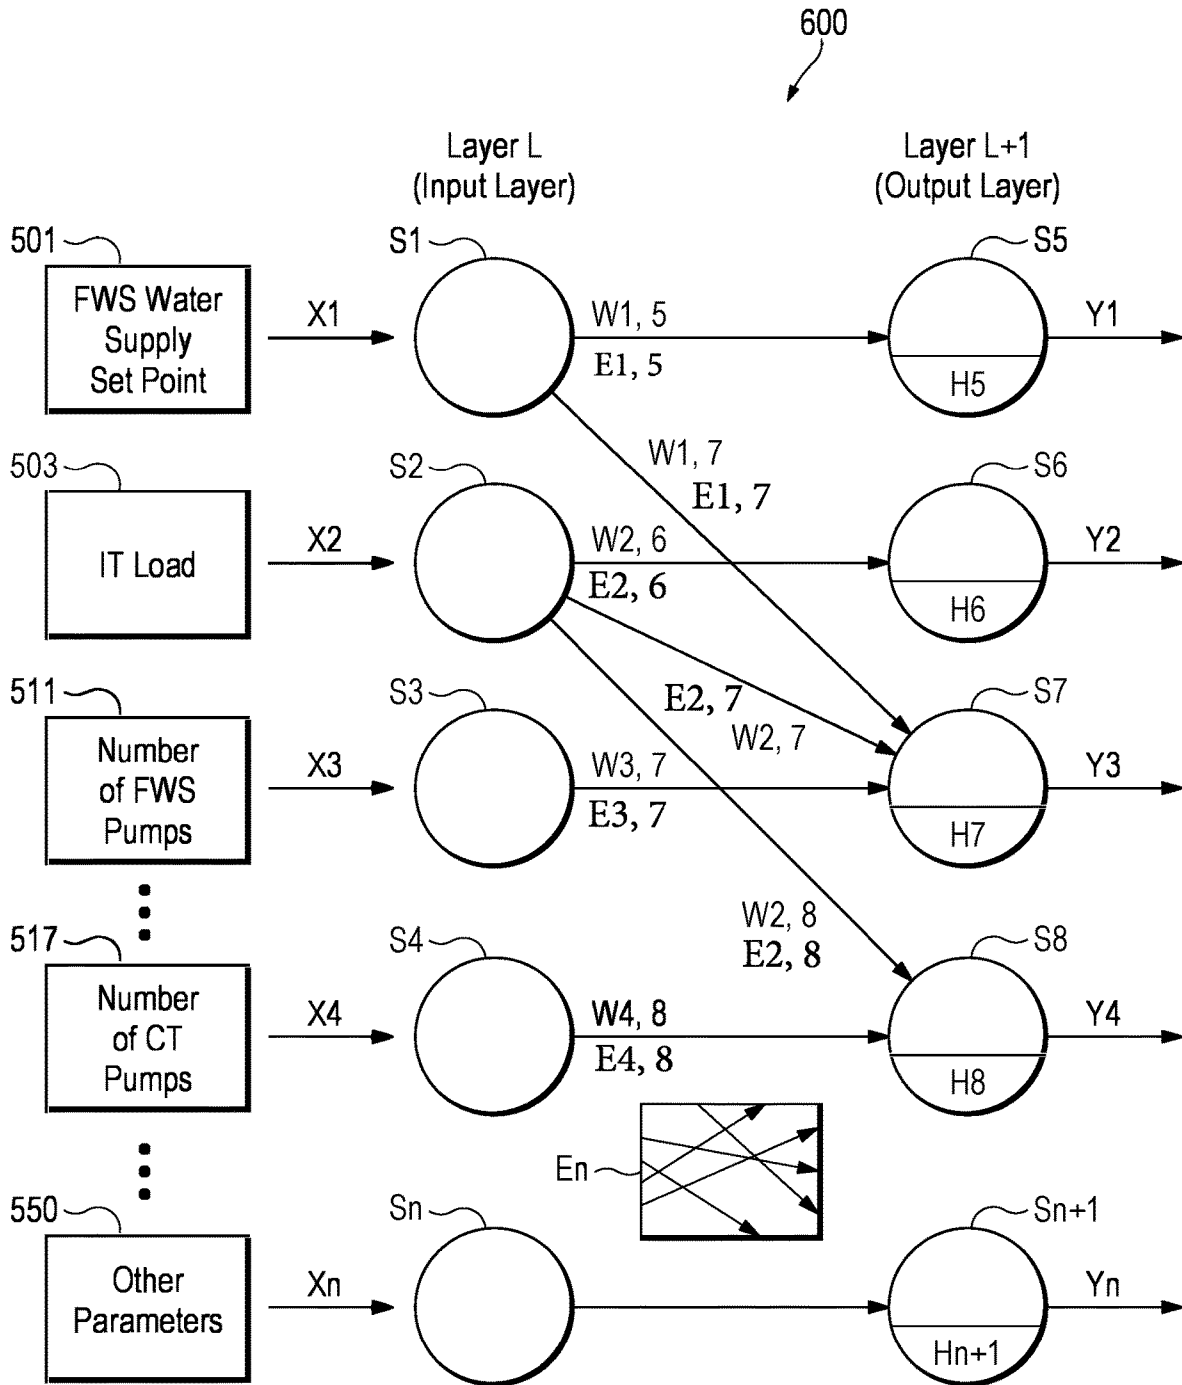 600
Layer L
(Input Layer)
Layer L+1
(Output Layer)
501
FWS Water
Supply
Set Point
X1
S1
W1, 5
E1, 5
S5
H5
Y1
W1, 7
E1, 7
503
IT Load
X2
S2
W2, 6
E2, 6
S6
H6
Y2
E2, 7
W2, 7
511
Number
of FWS
Pumps
X3
S3
W3, 7
E3, 7
S7
H7
Y3
W2, 8
E2, 8
517
Number
of CT
Pumps
X4
S4
W4, 8
E4, 8
S8
H8
Y4
En
550
Other
Parameters
Xn
Sn
Sn+1
Hn+1
Yn